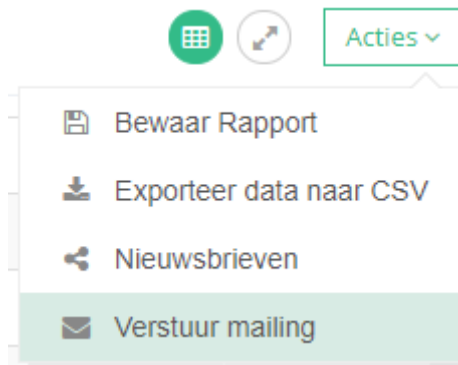 Acties
Bewaar Rapport
Exporteer data naar CSV
Nieuwsbrieven
Verstuur mailing